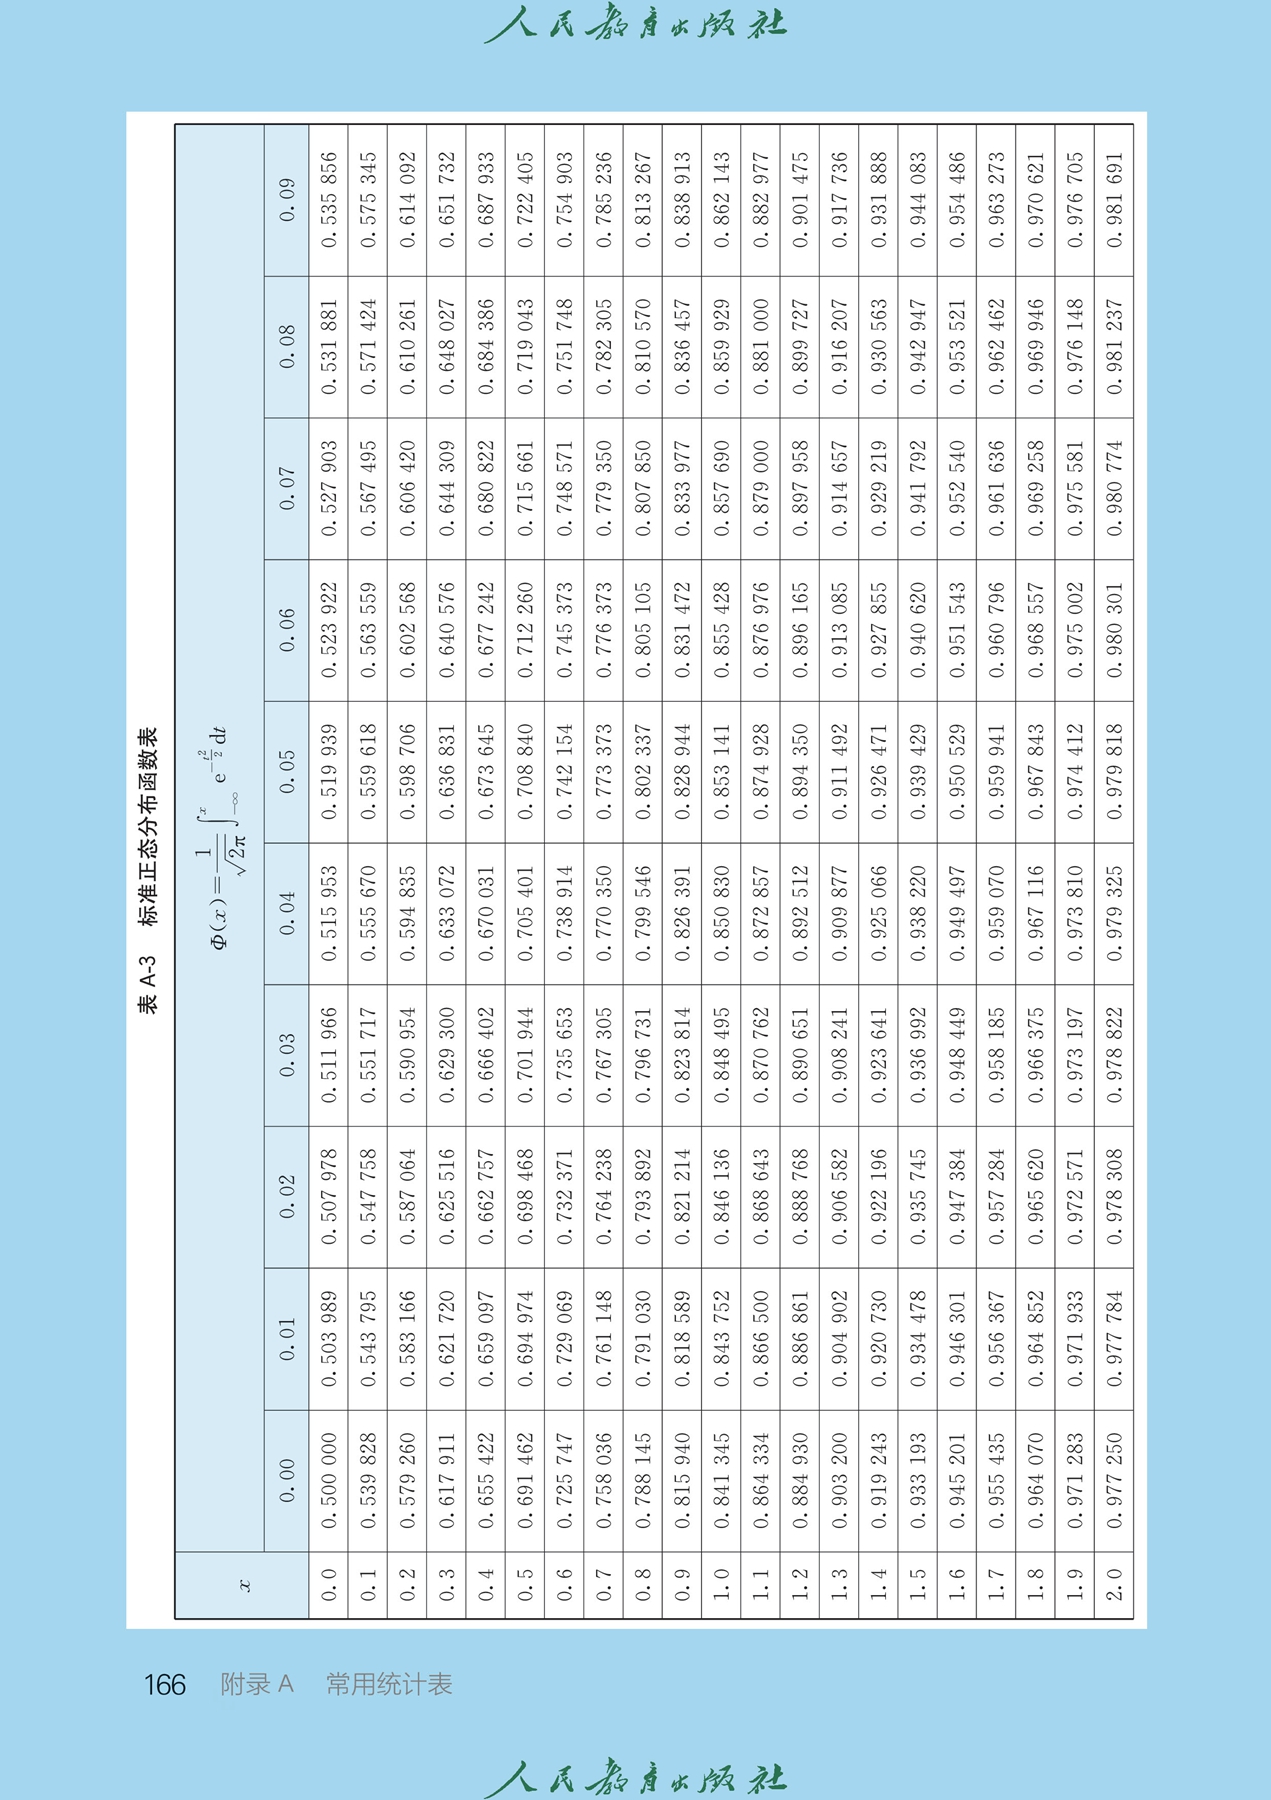 人民教育出版社
表 A-3 标准正态分布函数表
x Φ(x)=\frac{1}{\sqrt{2π}}\int_{-∞}^{x} e^{-\frac{t^2}{2}} dt
0.00 0.01 0.02 0.03 0.04 0.05 0.06 0.07 0.08 0.09
0.0 0.500 000 0.503 989 0.507 978 0.511 966 0.515 953 0.519 939 0.523 922 0.527 903 0.531 881 0.535 856
0.1 0.539 828 0.543 795 0.547 758 0.551 717 0.555 670 0.559 618 0.563 559 0.567 495 0.571 424 0.575 345
0.2 0.579 260 0.583 166 0.587 064 0.590 954 0.594 835 0.598 706 0.602 568 0.606 420 0.610 261 0.614 092
0.3 0.617 911 0.621 720 0.625 516 0.629 300 0.633 072 0.636 831 0.640 576 0.644 309 0.648 027 0.651 732
0.4 0.655 422 0.659 097 0.662 757 0.666 402 0.670 031 0.673 645 0.677 242 0.680 822 0.684 386 0.687 933
0.5 0.691 462 0.694 974 0.698 468 0.701 944 0.705 401 0.708 840 0.712 260 0.715 661 0.719 043 0.722 405
0.6 0.725 747 0.729 069 0.732 371 0.735 653 0.738 914 0.742 154 0.745 373 0.748 571 0.751 748 0.754 903
0.7 0.758 036 0.761 148 0.764 238 0.767 305 0.770 350 0.773 373 0.776 373 0.779 350 0.782 305 0.785 236
0.8 0.788 145 0.791 030 0.793 892 0.796 731 0.799 546 0.802 337 0.805 105 0.807 850 0.810 570 0.813 267
0.9 0.815 940 0.818 589 0.821 214 0.823 814 0.826 391 0.828 944 0.831 472 0.833 977 0.836 457 0.838 913
1.0 0.841 345 0.843 752 0.846 136 0.848 495 0.850 830 0.853 141 0.855 428 0.857 690 0.859 929 0.862 143
1.1 0.864 334 0.866 500 0.868 643 0.870 762 0.872 857 0.874 928 0.876 976 0.879 000 0.881 000 0.882 977
1.2 0.884 930 0.886 861 0.888 768 0.890 651 0.892 512 0.894 350 0.896 165 0.897 958 0.899 727 0.901 475
1.3 0.903 200 0.904 902 0.906 582 0.908 241 0.909 877 0.911 492 0.913 085 0.914 657 0.916 207 0.917 736
1.4 0.919 243 0.920 730 0.922 196 0.923 641 0.925 066 0.926 471 0.927 855 0.929 219 0.930 563 0.931 888
1.5 0.933 193 0.934 478 0.935 745 0.936 992 0.938 220 0.939 429 0.940 620 0.941 792 0.942 947 0.944 083
1.6 0.945 201 0.946 301 0.947 384 0.948 449 0.949 497 0.950 529 0.951 543 0.952 540 0.953 521 0.954 486
1.7 0.955 435 0.956 367 0.957 284 0.958 185 0.959 070 0.959 941 0.960 796 0.961 636 0.962 462 0.963 273
1.8 0.964 070 0.964 852 0.965 620 0.966 375 0.967 116 0.967 843 0.968 557 0.969 258 0.969 946 0.970 621
1.9 0.971 283 0.971 933 0.972 571 0.973 197 0.973 810 0.974 412 0.975 002 0.975 581 0.976 148 0.976 705
2.0 0.977 250 0.977 784 0.978 308 0.978 822 0.979 325 0.979 818 0.980 301 0.980 774 0.981 237 0.981 691
166 附录 A 常用统计表
人民教育出版社